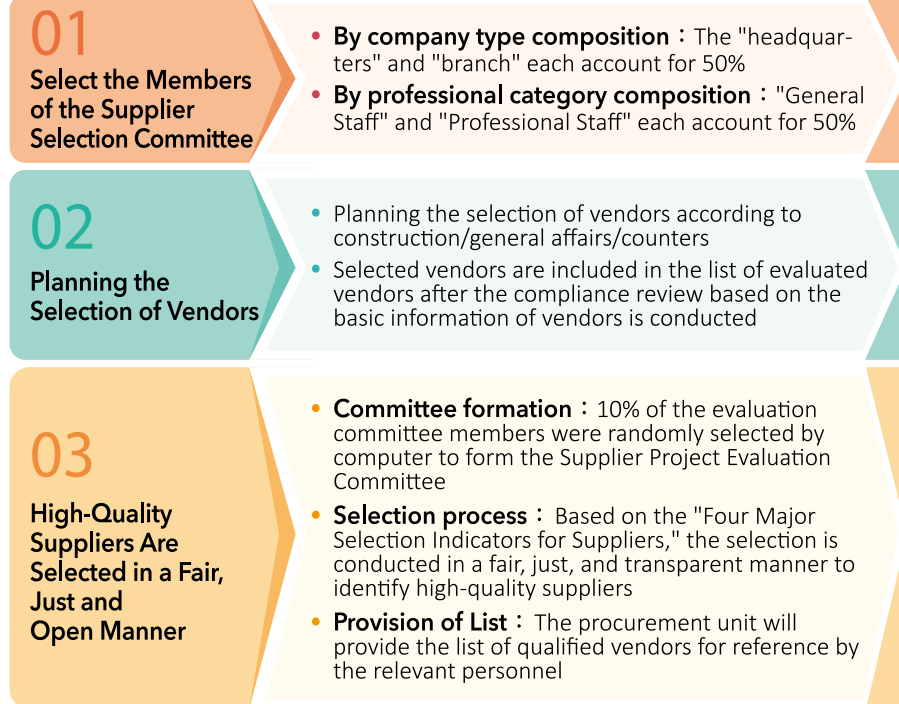 01
Select the Members
of the Supplier
Selection Committee
• By company type composition：The "headquar-
ters" and "branch" each account for 50%
• By professional category composition："General
Staff" and "Professional Staff" each account for 50%
02
Planning the
Selection of Vendors
• Planning the selection of vendors according to
construction/general affairs/counters
• Selected vendors are included in the list of evaluated
vendors after the compliance review based on the
basic information of vendors is conducted
03
High-Quality
Suppliers Are
Selected in a Fair,
Just and
Open Manner
• Committee formation：10% of the evaluation
committee members were randomly selected by
computer to form the Supplier Project Evaluation
Committee
• Selection process： Based on the "Four Major
Selection Indicators for Suppliers," the selection is
conducted in a fair, just, and transparent manner to
identify high-quality suppliers
• Provision of List： The procurement unit will
provide the list of qualified vendors for reference by
the relevant personnel